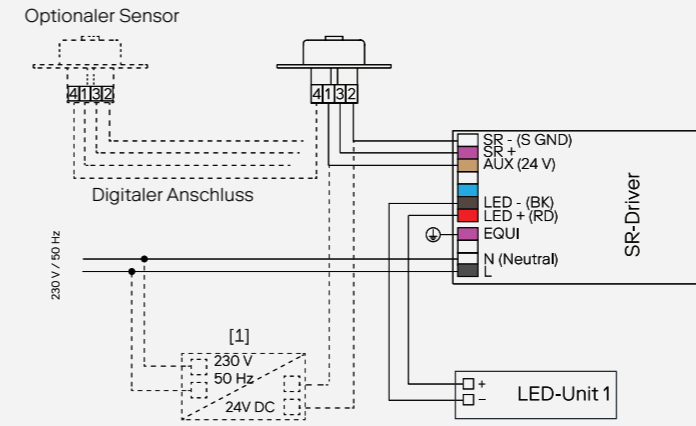 Optionaler Sensor
4 1 3 2
4 1 3 2
SR - (S GND)
SR +
AUX (24 V)
Digitaler Anschluss
LED - (BK)
LED + (RD)
EQUI
SR-Driver
230 V / 50 Hz
N (Neutral)
L
[1]
230 V
50 Hz
24V DC
+
−
LED-Unit 1